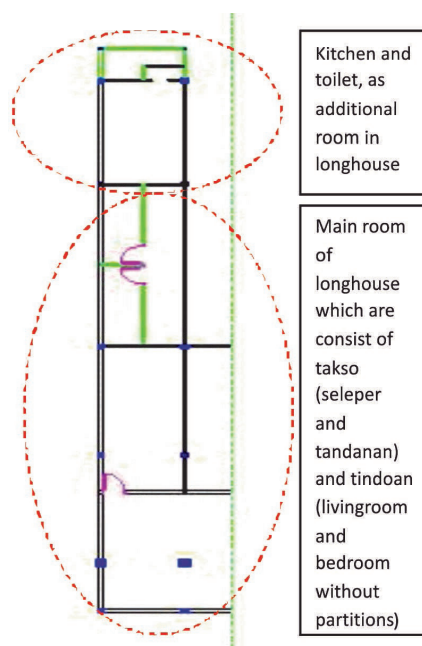 Kitchen and
toilet, as
additional
room in
longhouse
Main room
of
longhouse
which are
consist of
takso
(seleper
and
tandanan)
and tindoan
(livingroom
and
bedroom
without
partitions)